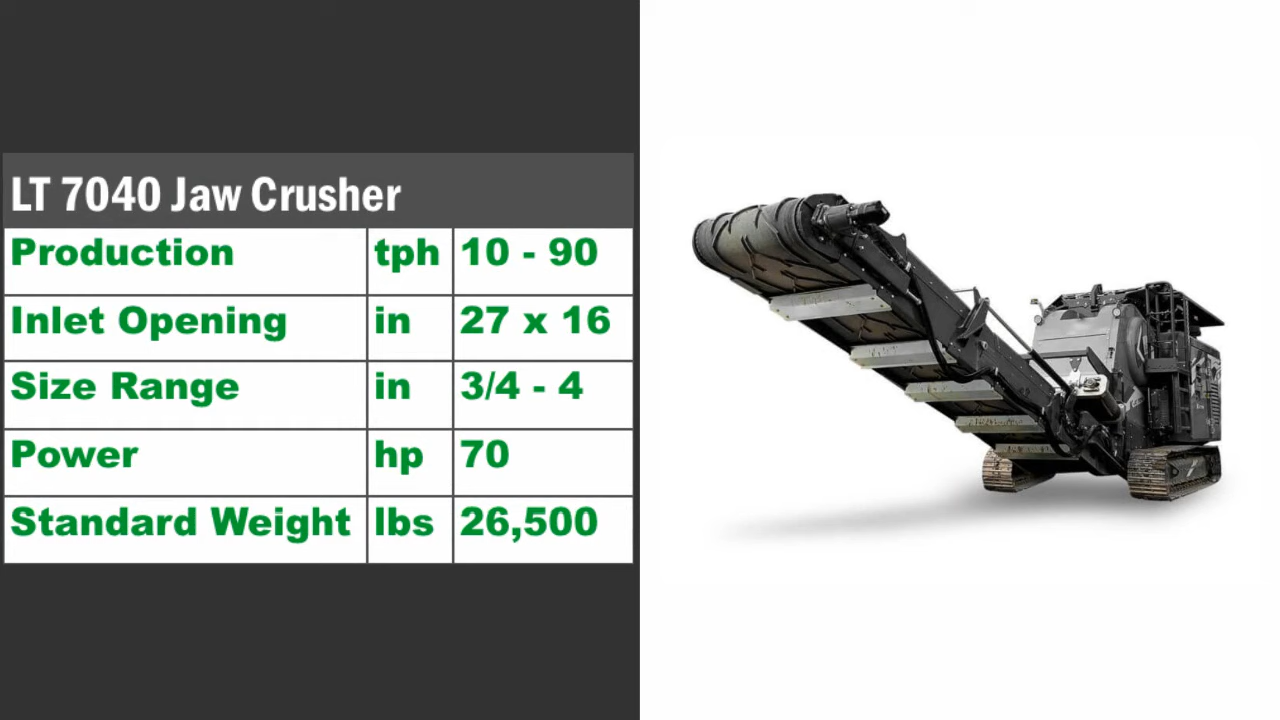 LT 7040 Jaw Crusher
Production tph 10 - 90
Inlet Opening in 27 x 16
Size Range in 3/4 - 4
Power hp 70
Standard Weight lbs 26,500